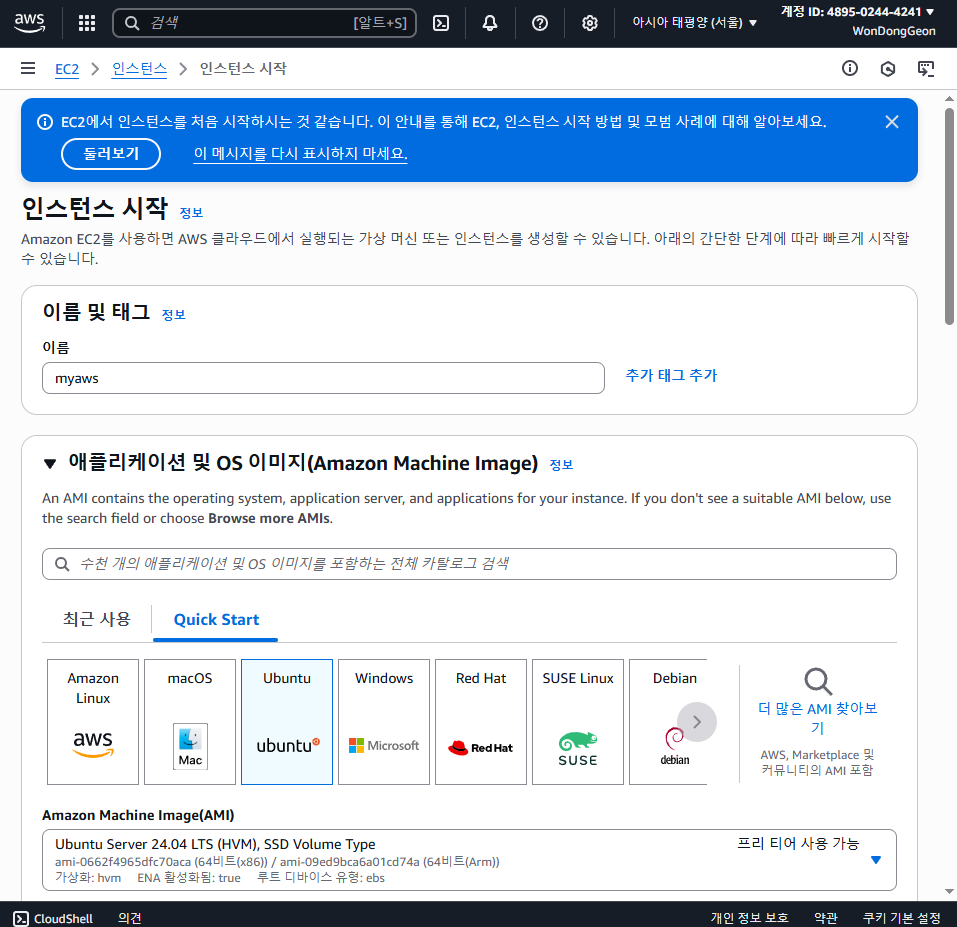 aws
검색
[알트+S]
아시아 태평양 (서울) ▼
계정 ID: 4895-0244-4241 ▼
WonDongGeon
EC2 > 인스턴스 > 인스턴스 시작
EC2에서 인스턴스를 처음 시작하시는 것 같습니다. 이 안내를 통해 EC2, 인스턴스 시작 방법 및 모범 사례에 대해 알아보세요.
둘러보기
이 메시지를 다시 표시하지 마세요.
인스턴스 시작 정보
Amazon EC2를 사용하면 AWS 클라우드에서 실행되는 가상 머신 또는 인스턴스를 생성할 수 있습니다. 아래의 간단한 단계에 따라 빠르게 시작할
수 있습니다.
이름 및 태그 정보
이름
myaws
추가 태그 추가
▼ 애플리케이션 및 OS 이미지(Amazon Machine Image) 정보
An AMI contains the operating system, application server, and applications for your instance. If you don't see a suitable AMI below, use
the search field or choose Browse more AMIs.
수천 개의 애플리케이션 및 OS 이미지를 포함하는 전체 카탈로그 검색
최근 사용
Quick Start
Amazon
Linux
aws
macOS
Mac
Ubuntu
ubuntu
Windows
Microsoft
Red Hat
Red Hat
SUSE Linux
SUSE
Debian
debian
더 많은 AMI 찾아보
기
AWS, Marketplace 및
커뮤니티의 AMI 포함
Amazon Machine Image(AMI)
Ubuntu Server 24.04 LTS (HVM), SSD Volume Type
프리 티어 사용 가능
ami-0662f4965dfc70aca (64비트(x86)) / ami-09ed9bca6a01cd74a (64비트(Arm))
가상화: hvm ENA 활성화됨: true 루트 디바이스 유형: ebs
CloudShell
의견
개인 정보 보호
약관
쿠키 기본 설정